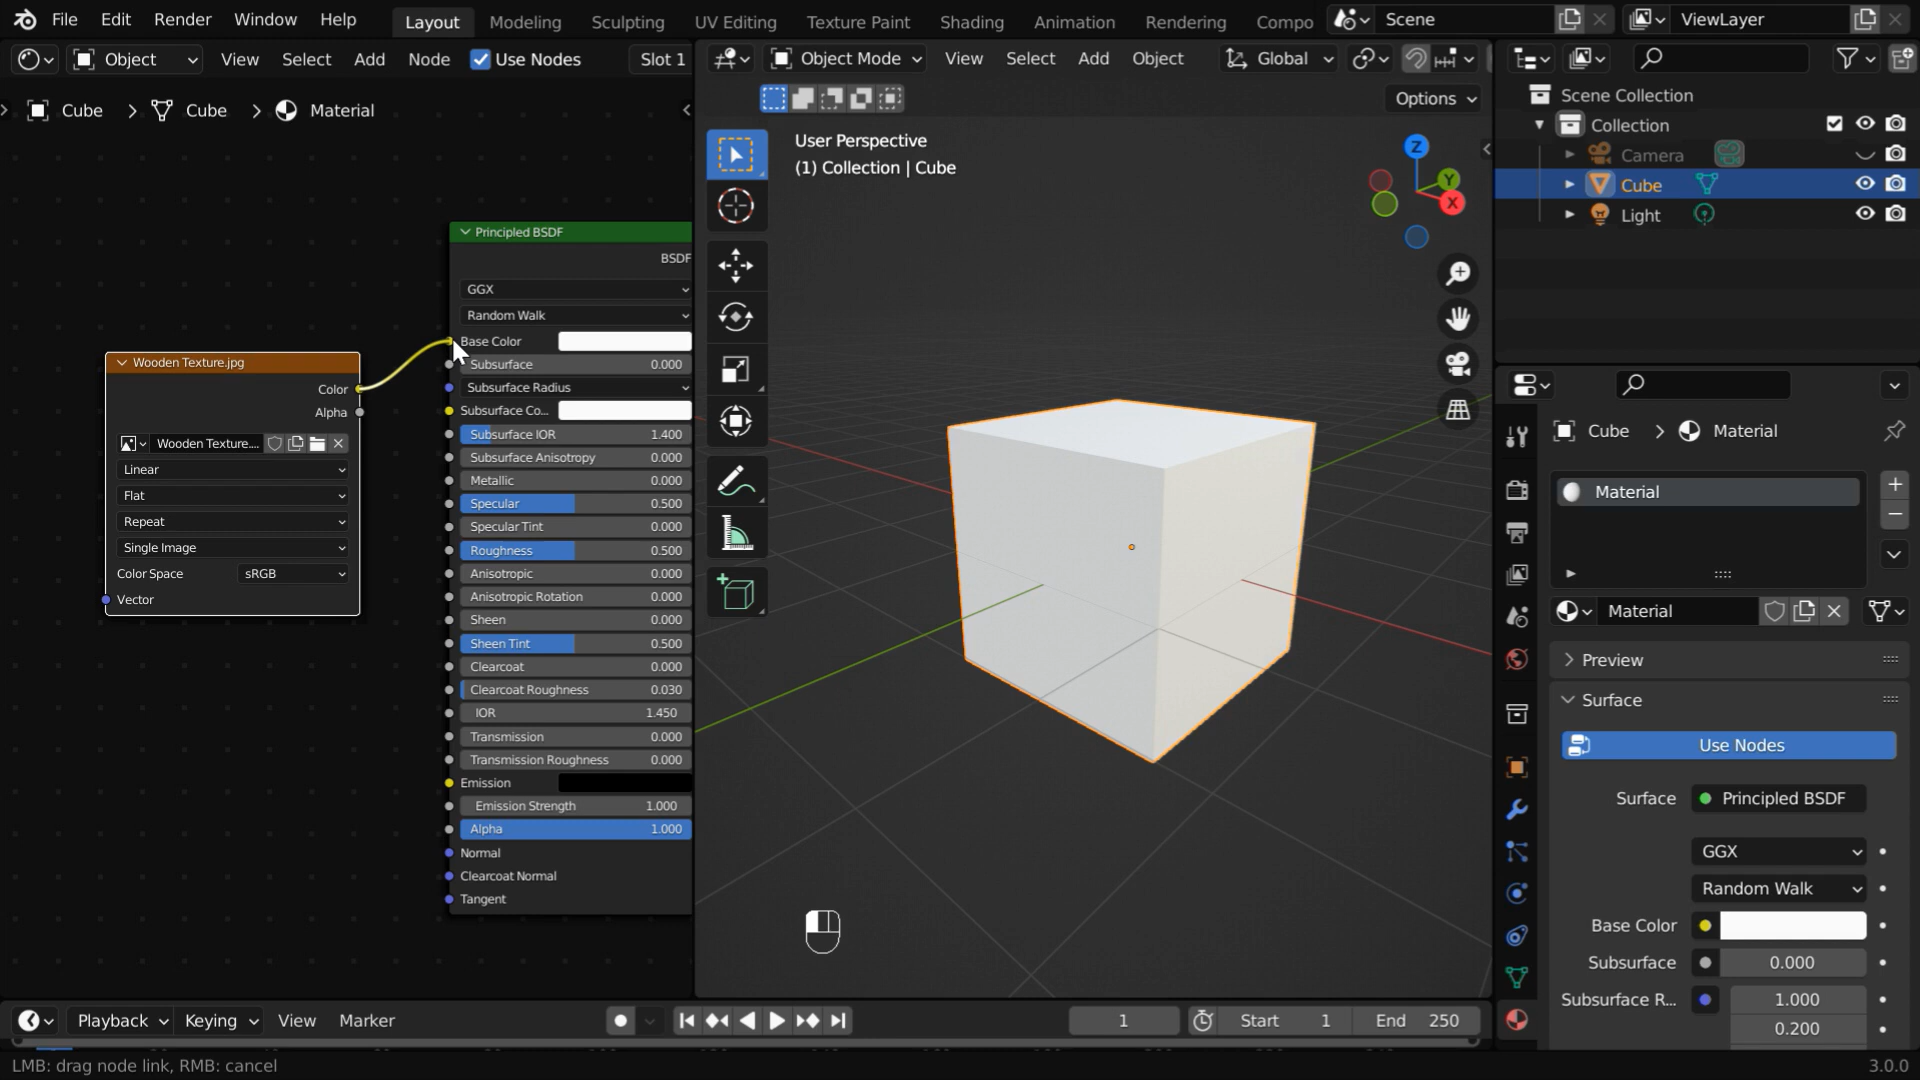 File Edit Render Window Help Layout Modeling Sculpting UV Editing Texture Paint Shading Animation Rendering Compo Scene ViewLayer
Object View Select Add Node Use Nodes Slot 1
Object Mode View Select Add Object Global
Options
Cube > Cube > Material
User Perspective
(1) Collection | Cube
Z
Y
X
Principled BSDF
BSDF
GGX
Random Walk
Base Color
Subsurface 0.000
Subsurface Radius
Subsurface Co...
Subsurface IOR 1.400
Subsurface Anisotropy 0.000
Metallic 0.000
Specular 0.500
Specular Tint 0.000
Roughness 0.500
Anisotropic 0.000
Anisotropic Rotation 0.000
Sheen 0.000
Sheen Tint 0.500
Clearcoat 0.000
Clearcoat Roughness 0.030
IOR 1.450
Transmission 0.000
Transmission Roughness 0.000
Emission
Emission Strength 1.000
Alpha 1.000
Normal
Clearcoat Normal
Tangent
Wooden Texture.jpg
Color
Alpha
Wooden Texture....
Linear
Flat
Repeat
Single Image
Color Space sRGB
Vector
Scene Collection
Collection
Camera
Cube
Light
Cube > Material
Material
Material
Preview
Surface
Use Nodes
Surface Principled BSDF
GGX
Random Walk
Base Color
Subsurface 0.000
Subsurface R... 1.000
0.200
Playback Keying View Marker 1 Start 1 End 250
LMB: drag node link, RMB: cancel 3.0.0